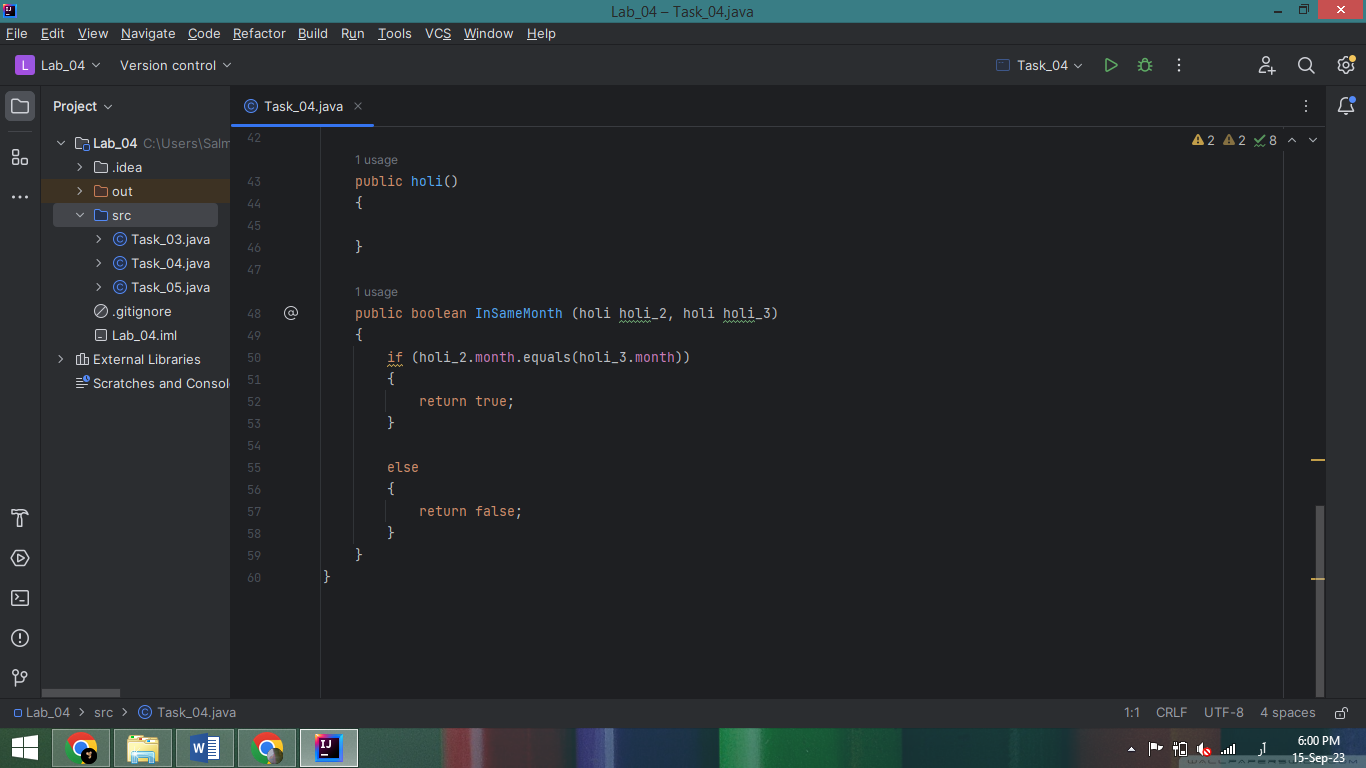 Lab_04 – Task_04.java
File Edit View Navigate Code Refactor Build Run Tools VCS Window Help
L Lab_04 Version control Task_04
Project
Task_04.java
Lab_04 C:\Users\Salm
.idea
out
src
Task_03.java
Task_04.java
Task_05.java
.gitignore
Lab_04.iml
External Libraries
Scratches and Consol
2 2 8
42
1 usage
43 public holi()
44 {
45
46 }
47
1 usage
48 @ public boolean InSameMonth (holi holi_2, holi holi_3)
49 {
50 if (holi_2.month.equals(holi_3.month))
51 {
52 return true;
53 }
54
55 else
56 {
57 return false;
58 }
59 }
60 }
Lab_04 > src > Task_04.java
1:1 CRLF UTF-8 4 spaces
6:00 PM
15-Sep-23